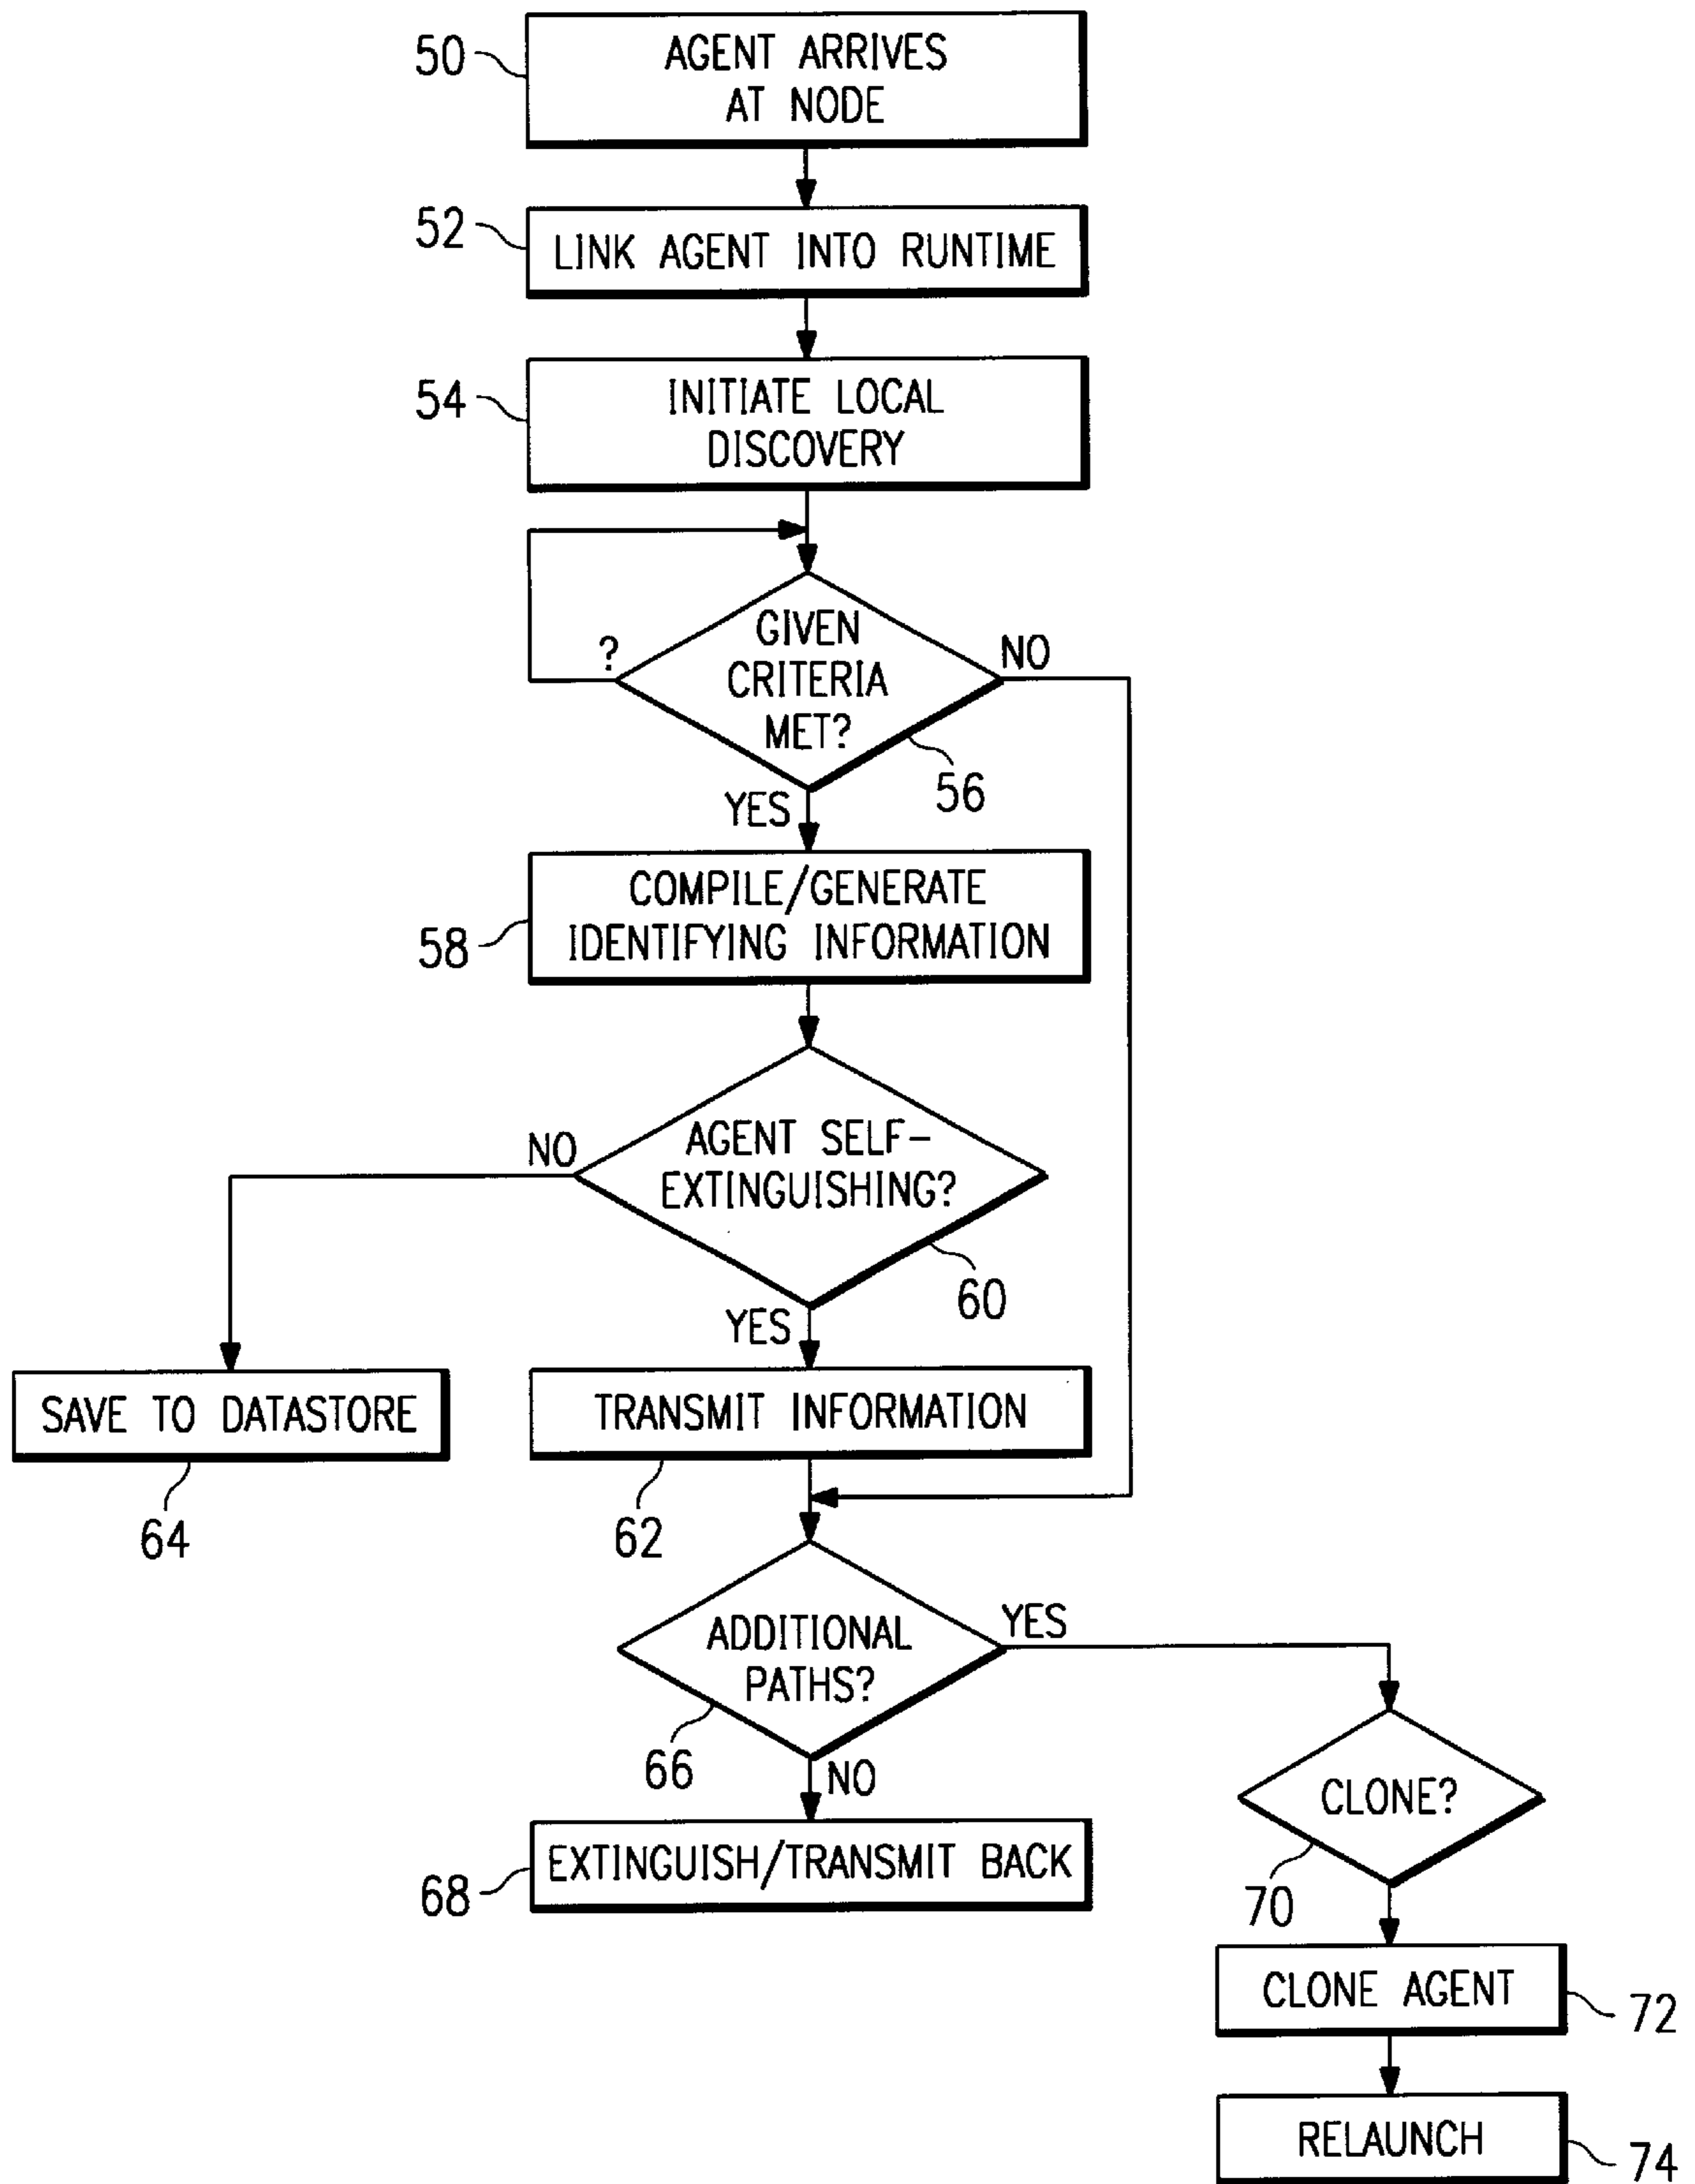 50
AGENT ARRIVES
AT NODE
52
LINK AGENT INTO RUNTIME
54
INITIATE LOCAL
DISCOVERY
?
GIVEN
CRITERIA
MET?
NO
56
YES
58
COMPILE/GENERATE
IDENTIFYING INFORMATION
NO
AGENT SELF-
EXTINGUISHING?
60
YES
SAVE TO DATASTORE
64
TRANSMIT INFORMATION
62
ADDITIONAL
PATHS?
YES
66
NO
68
EXTINGUISH/TRANSMIT BACK
CLONE?
70
CLONE AGENT
72
RELAUNCH
74